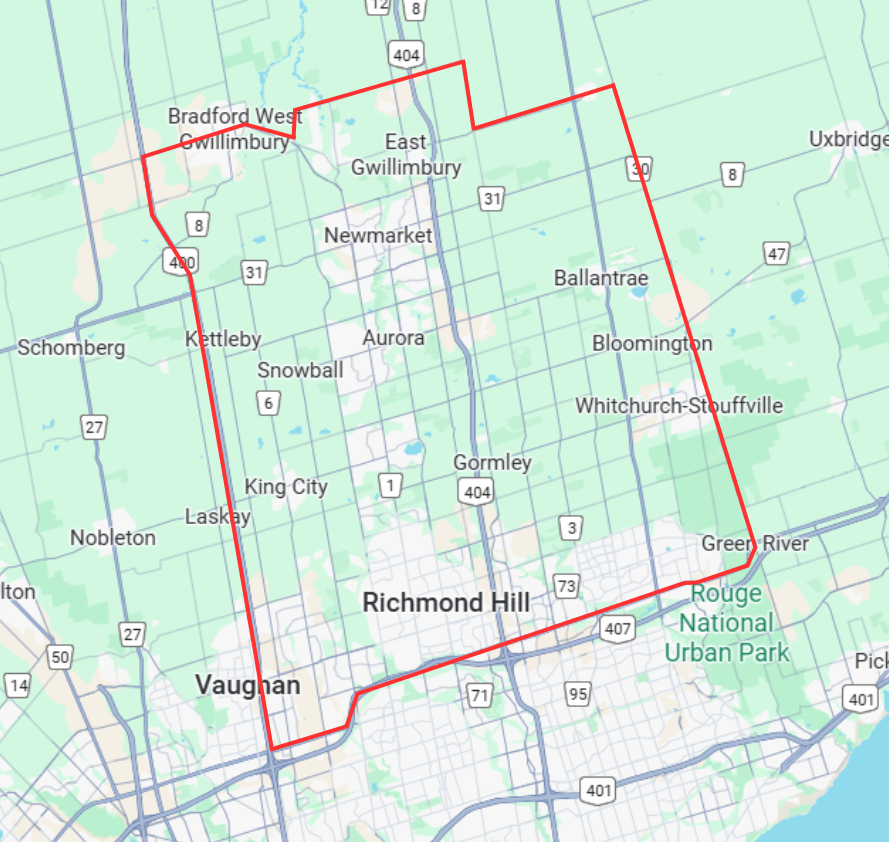 12
8
404
Bradford West
Gwillimbury
East
Gwillimbury
Uxbridge
30
8
31
8
Newmarket
47
400
31
Ballantrae
Schomberg
Kettleby
Aurora
Bloomington
Snowball
6
Whitchurch-Stouffville
27
Gormley
King City
1
404
Laskay
3
Nobleton
Green River
lton
73
Rouge
National
Urban Park
Richmond Hill
27
407
50
14
Vaughan
71
95
Pick
401
401